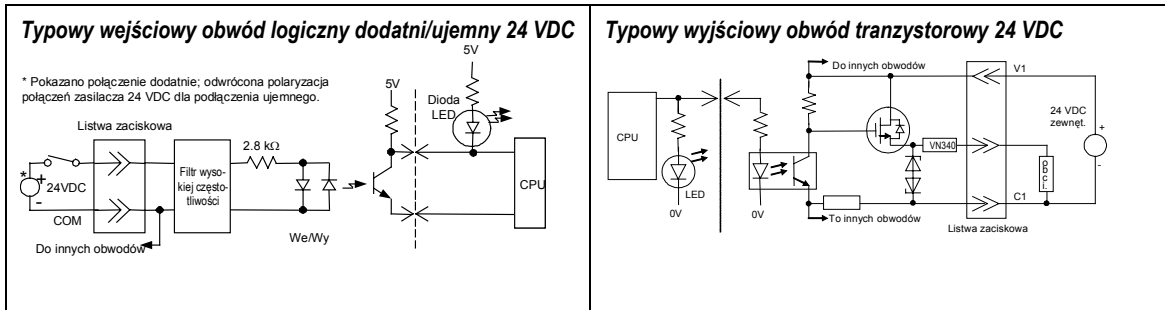 Typowy wejściowy obwód logiczny dodatni/ujemny 24 VDC
* Pokazano połączenie dodatnie; odwrócona polaryzacja
połączeń zasilacza 24 VDC dla podłączenia ujemnego.
5V
5V
Dioda
LED
Listwa zaciskowa
2.8 kΩ
Filtr wyso-
kiej często-
tliwości
*
+
24VDC
-
COM
CPU
We/Wy
Do innych obwodów
Typowy wyjściowy obwód tranzystorowy 24 VDC
Do innych obwodów
V1
CPU
24 VDC
zewnęt.
+
-
VN340
o b c i.
LED
0V
0V
C1
To innych obwodów
Listwa zaciskowa